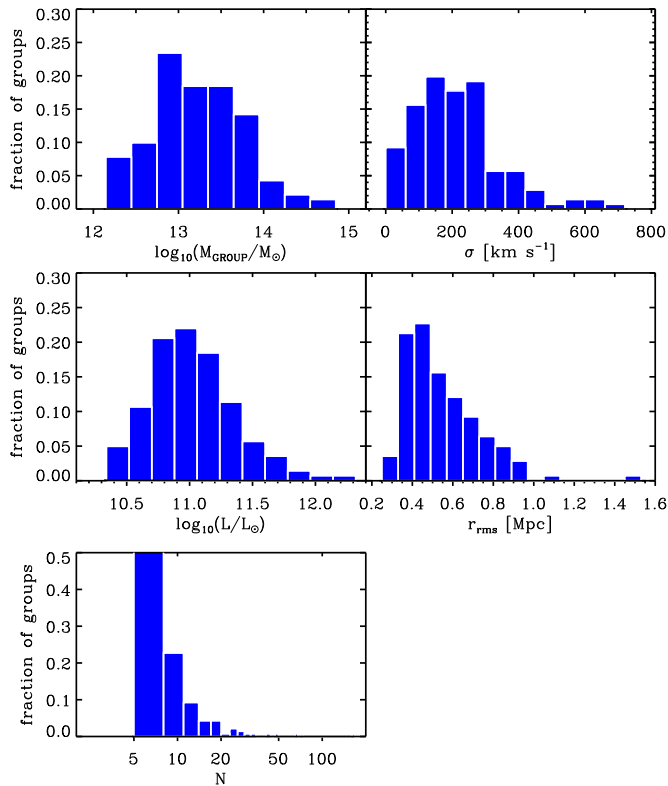 0.30
0.25
0.20
0.15
0.10
0.05
0.00
fraction of groups
12 13 14 15
log₁₀(M_GROUP/M_⊙)
0 200 400 600 800
σ [km s⁻¹]
0.30
0.25
0.20
0.15
0.10
0.05
0.00
fraction of groups
10.5 11.0 11.5 12.0
log₁₀(L/L_⊙)
0.2 0.4 0.6 0.8 1.0 1.2 1.4 1.6
r_rms [Mpc]
0.5
0.4
0.3
0.2
0.1
0.0
fraction of groups
5 10 20 50 100
N